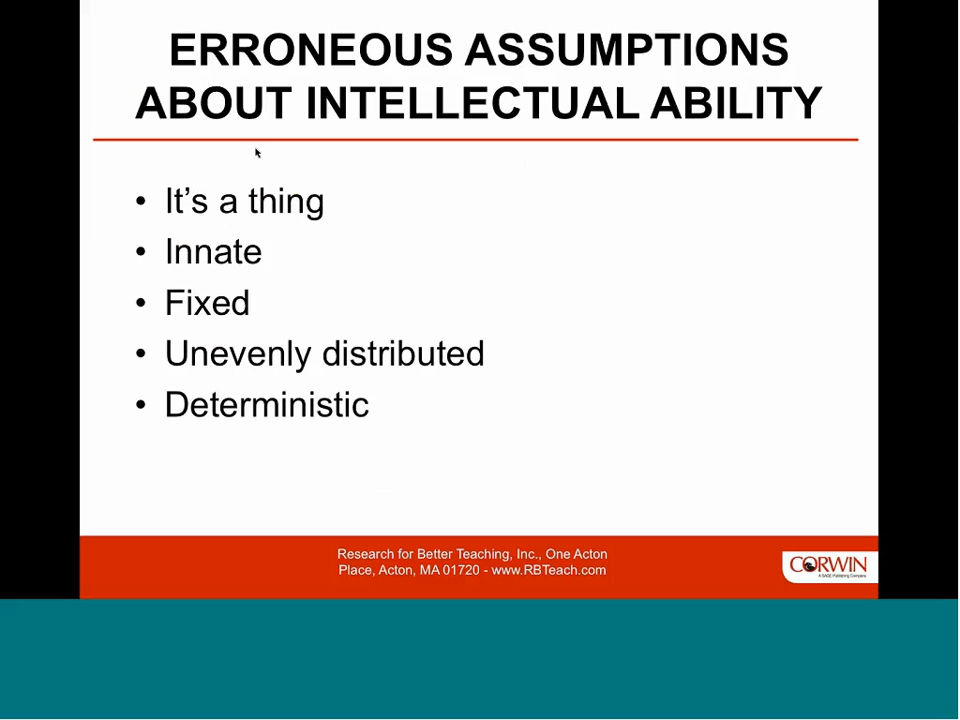 ERRONEOUS ASSUMPTIONS
ABOUT INTELLECTUAL ABILITY
• It's a thing
• Innate
• Fixed
• Unevenly distributed
• Deterministic
Research for Better Teaching, Inc., One Acton
Place, Acton, MA 01720 - www.RBTeach.com
CORWIN
A SAGE Publishing Company